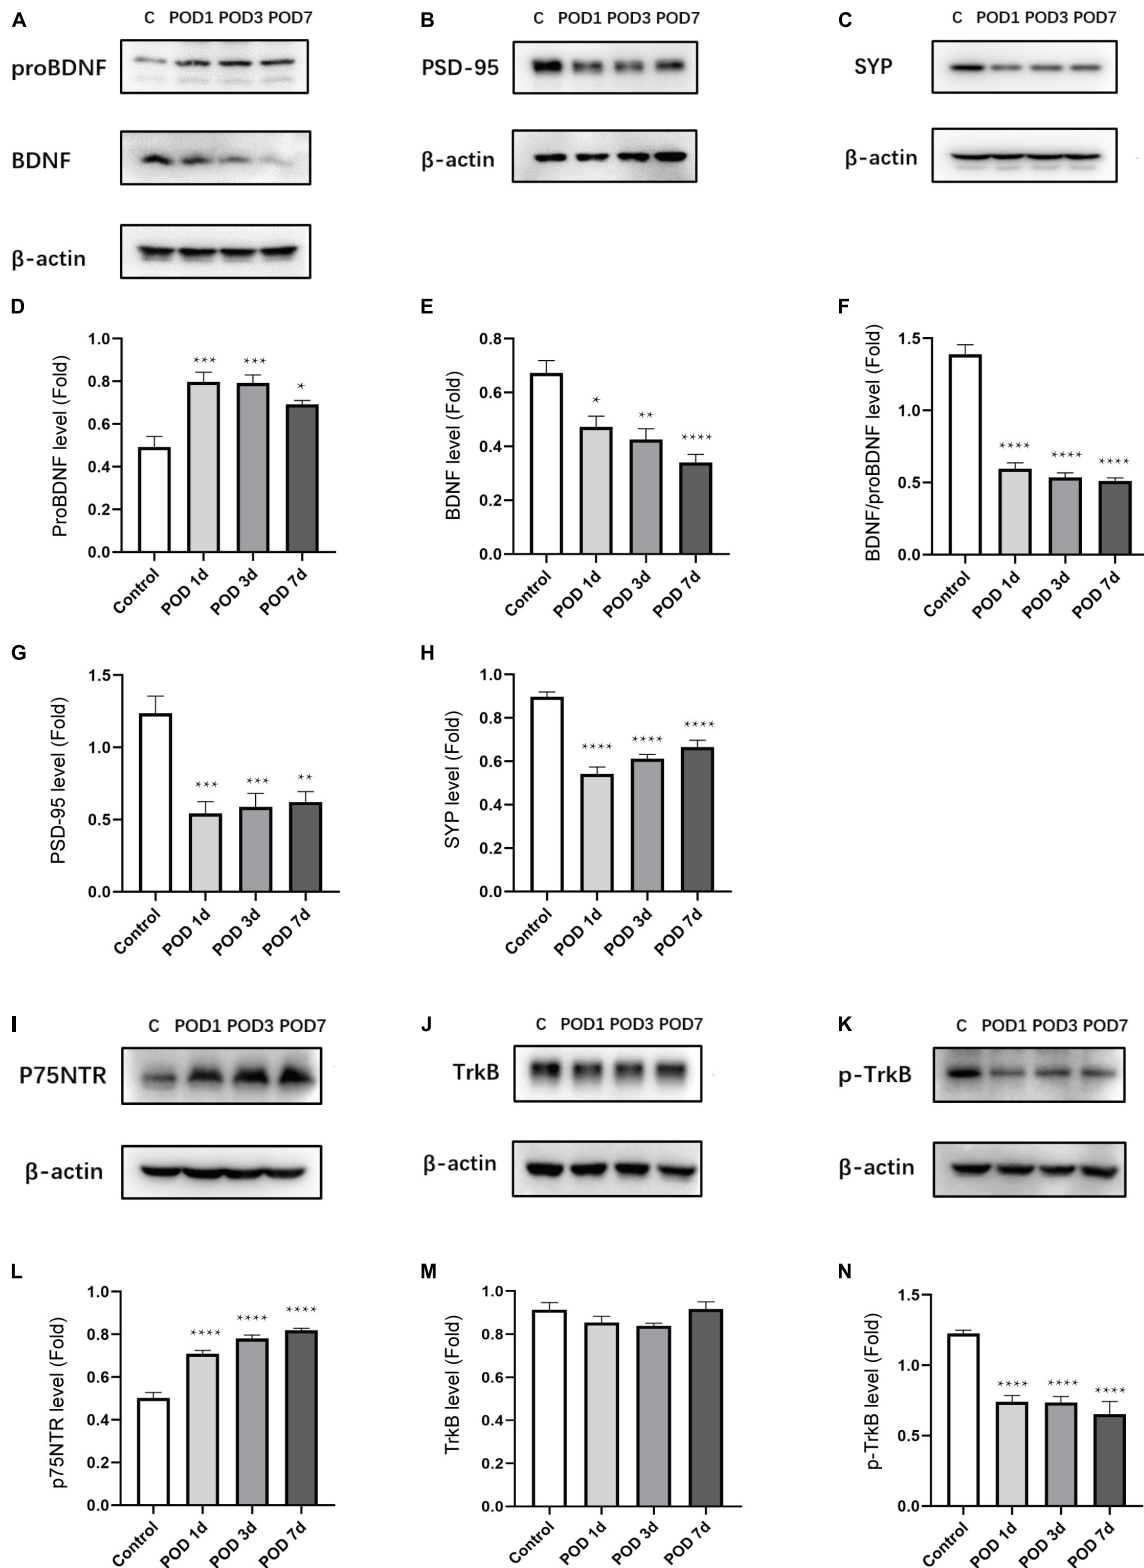 A C POD1 POD3 POD7
proBDNF
BDNF
β-actin
B C POD1 POD3 POD7
PSD-95
β-actin
C C POD1 POD3 POD7
SYP
β-actin
D
ProBDNF level (Fold)
1.0
0.8
0.6
0.4
0.2
0.0
***
***
*
Control
POD 1d
POD 3d
POD 7d
E
BDNF level (Fold)
0.8
0.6
0.4
0.2
0.0
*
**
****
Control
POD 1d
POD 3d
POD 7d
F
BDNF/proBDNF level (Fold)
1.5
1.0
0.5
0.0
****
****
****
Control
POD 1d
POD 3d
POD 7d
G
PSD-95 level (Fold)
1.5
1.0
0.5
0.0
***
***
**
Control
POD 1d
POD 3d
POD 7d
H
SYP level (Fold)
1.0
0.8
0.6
0.4
0.2
0.0
****
****
****
Control
POD 1d
POD 3d
POD 7d
I C POD1 POD3 POD7
P75NTR
β-actin
J C POD1 POD3 POD7
TrkB
β-actin
K C POD1 POD3 POD7
p-TrkB
β-actin
L
p75NTR level (Fold)
1.0
0.8
0.6
0.4
0.2
0.0
****
****
****
Control
POD 1d
POD 3d
POD 7d
M
TrkB level (Fold)
1.0
0.8
0.6
0.4
0.2
0.0
Control
POD 1d
POD 3d
POD 7d
N
p-TrkB level (Fold)
1.5
1.0
0.5
0.0
****
****
****
Control
POD 1d
POD 3d
POD 7d